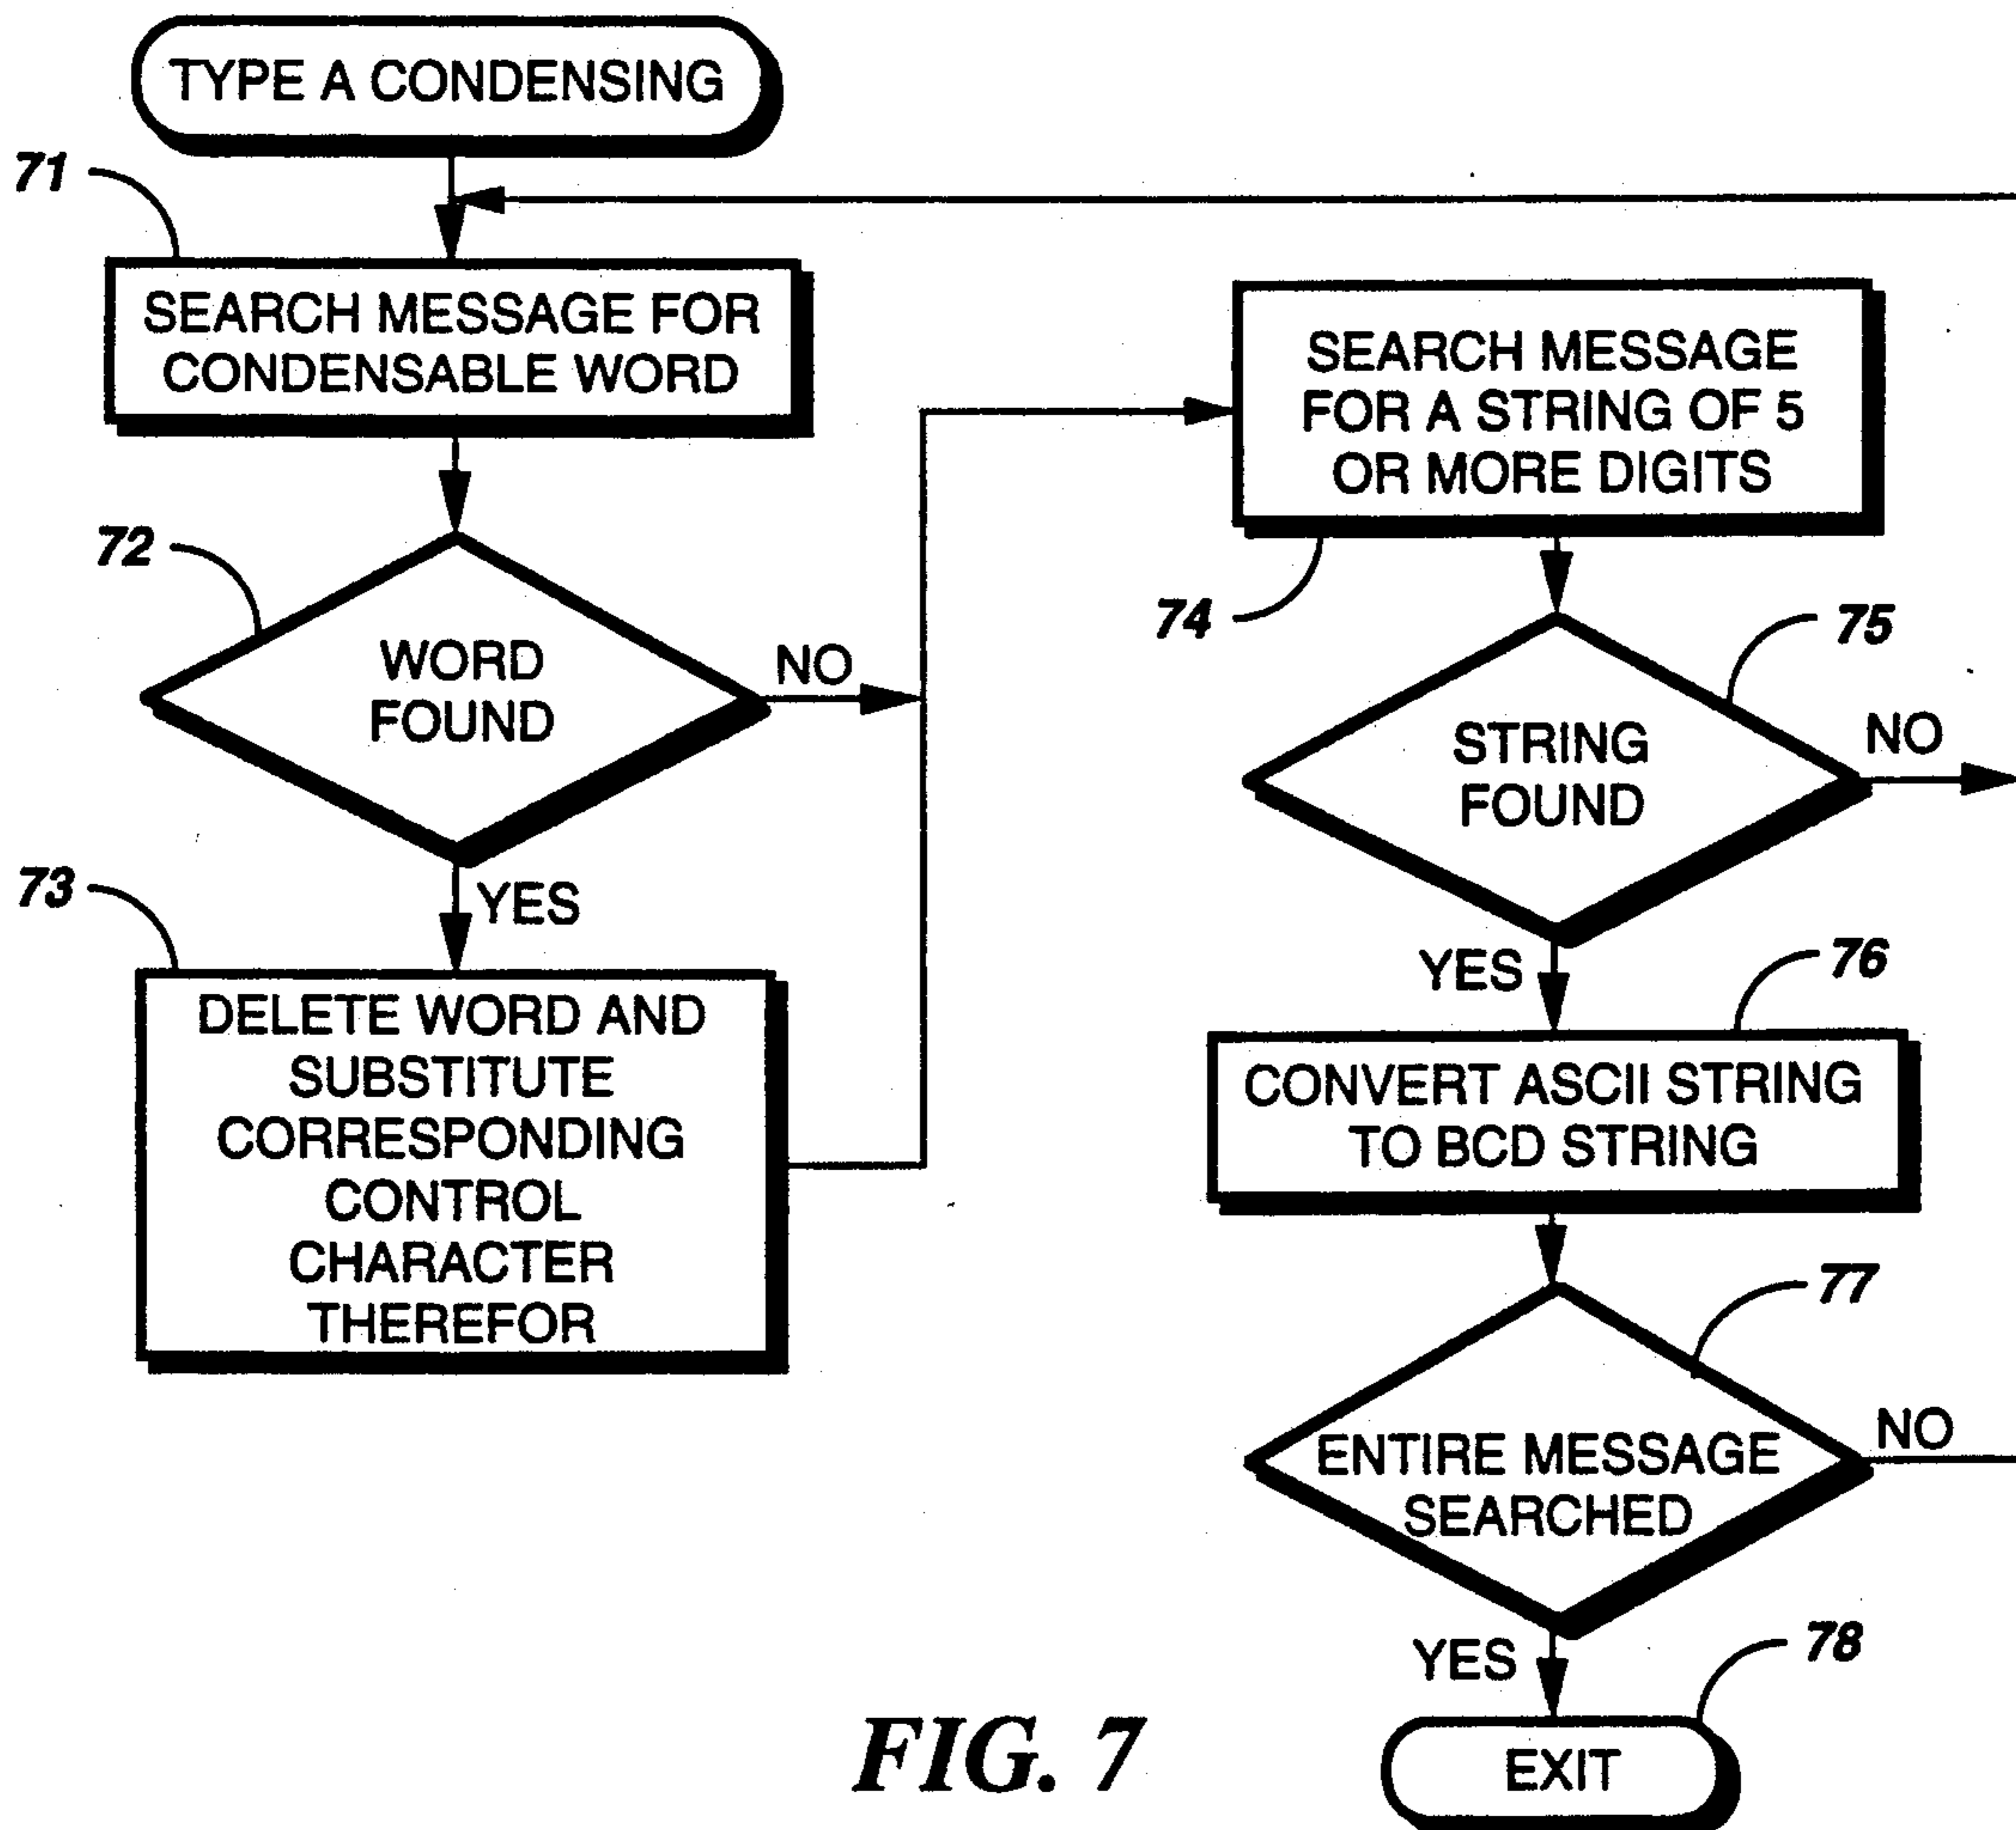 TYPE A CONDENSING
71
SEARCH MESSAGE FOR
CONDENSABLE WORD
72
WORD
FOUND
NO
YES
73
DELETE WORD AND
SUBSTITUTE
CORRESPONDING
CONTROL
CHARACTER
THEREFOR
SEARCH MESSAGE
FOR A STRING OF 5
OR MORE DIGITS
74
75
STRING
FOUND
NO
YES
76
CONVERT ASCII STRING
TO BCD STRING
77
ENTIRE MESSAGE
SEARCHED
NO
YES
78
EXIT
FIG. 7